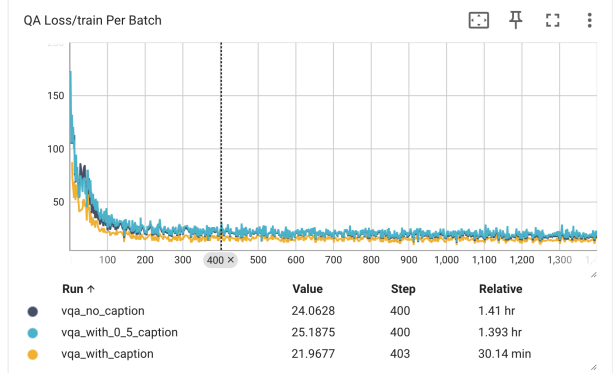 QA Loss/train Per Batch
150
100
50
100 200 300 400 × 500 600 700 800 900 1,000 1,100 1,200 1,300
Run ↑ Value Step Relative
vqa_no_caption 24.0628 400 1.41 hr
vqa_with_0_5_caption 25.1875 400 1.393 hr
vqa_with_caption 21.9677 403 30.14 min